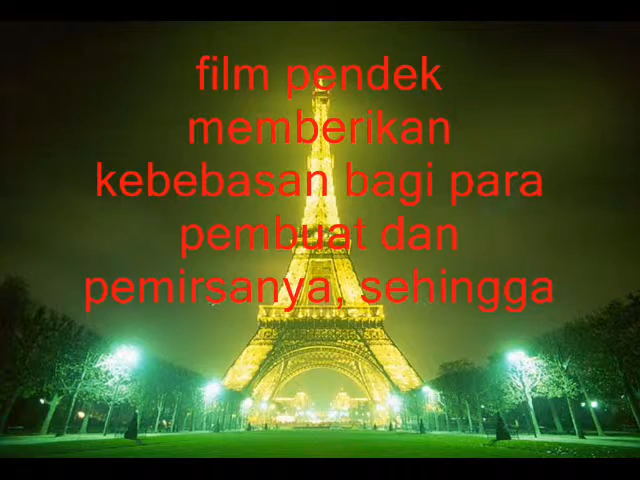 film pendek
memberikan
kebebasan bagi para
pembuat dan
pemirsanya, sehingga